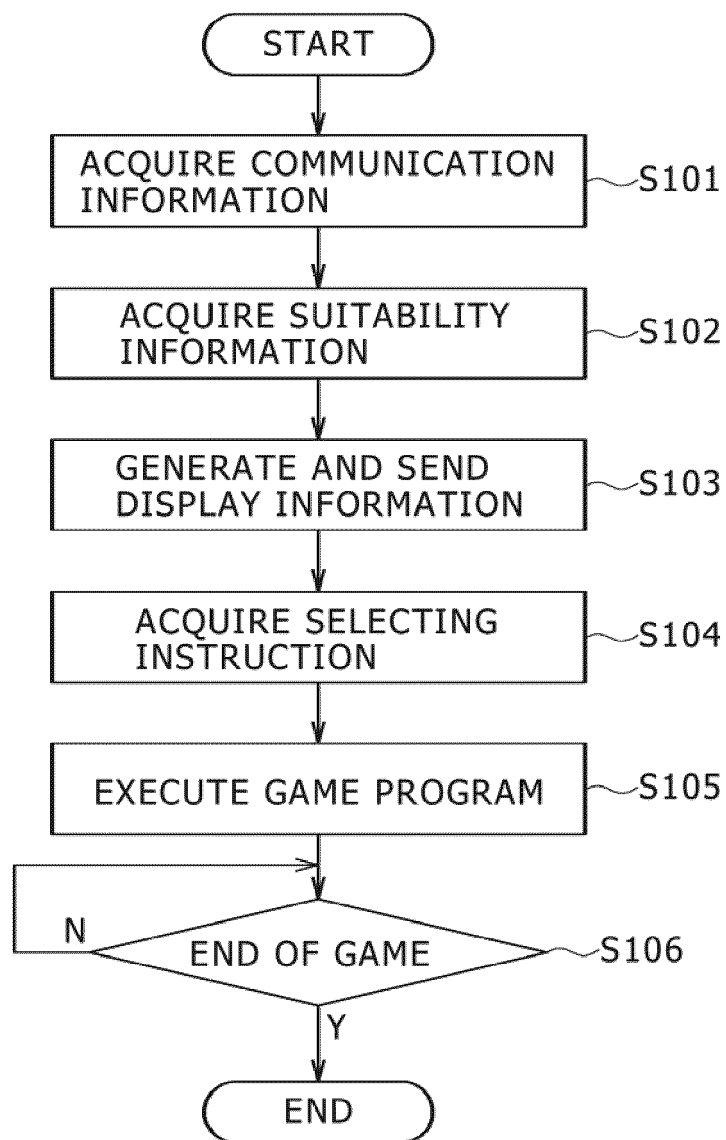 START
ACQUIRE COMMUNICATION
INFORMATION
S101
ACQUIRE SUITABILITY
INFORMATION
S102
GENERATE AND SEND
DISPLAY INFORMATION
S103
ACQUIRE SELECTING
INSTRUCTION
S104
EXECUTE GAME PROGRAM
S105
N
END OF GAME
S106
Y
END